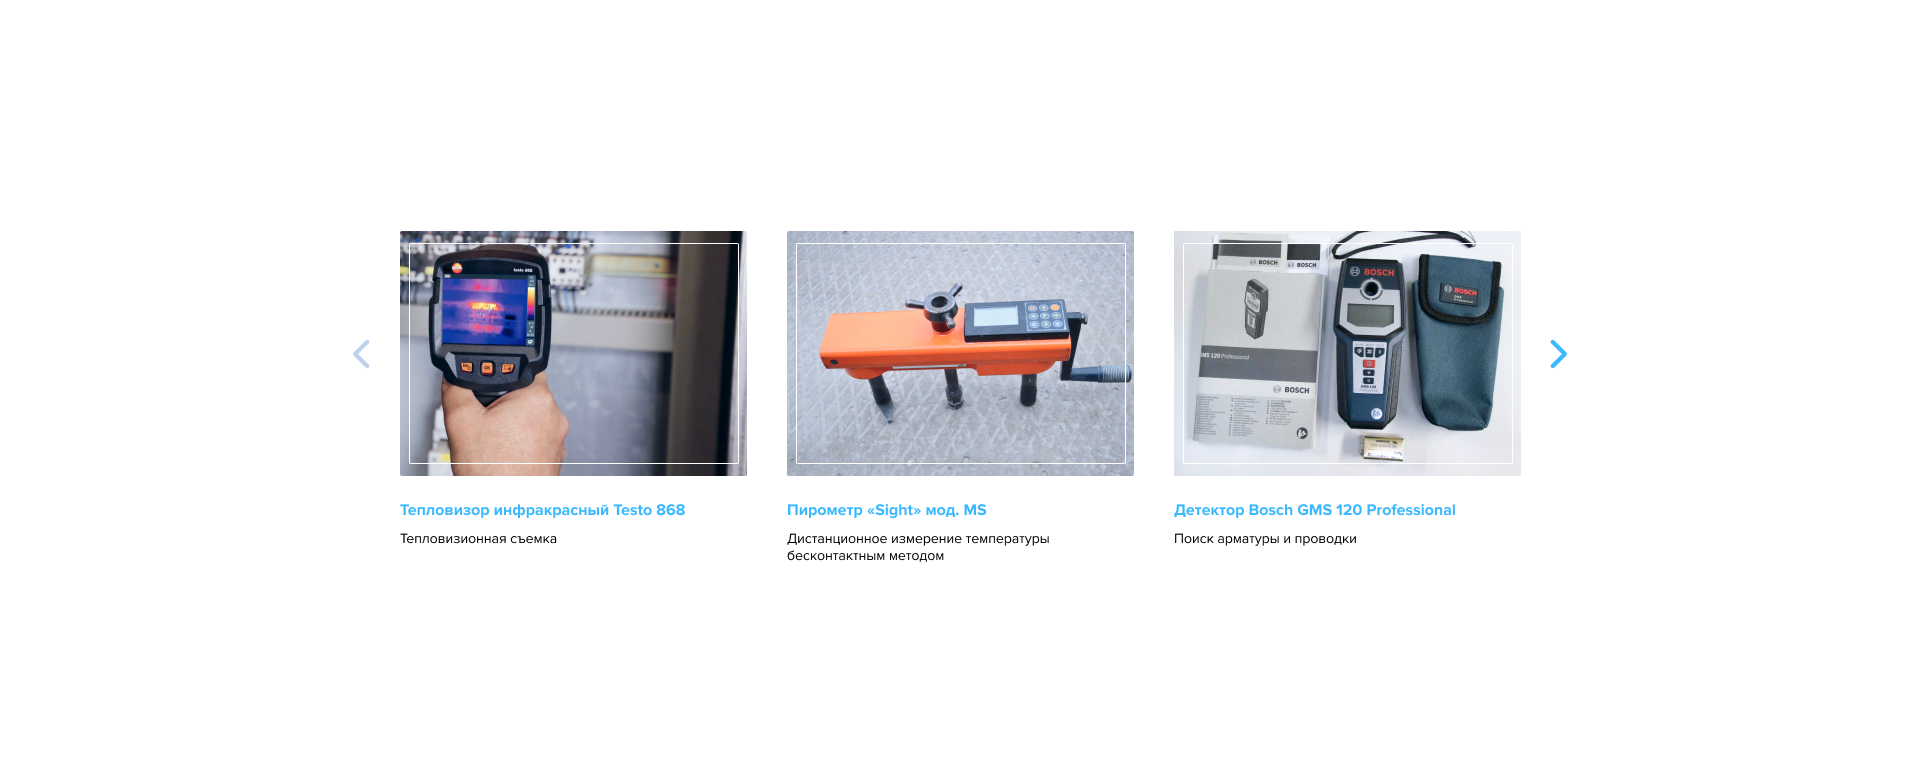 testo 868
OK
BOSCH
BOSCH
BOSCH
BOSCH
GMS 120 Professional
BOSCH
Тепловизор инфракрасный Testo 868
Пирометр «Sight» мод. MS
Детектор Bosch GMS 120 Professional
Тепловизионная съемка
Дистанционное измерение температуры
бесконтактным методом
Поиск арматуры и проводки